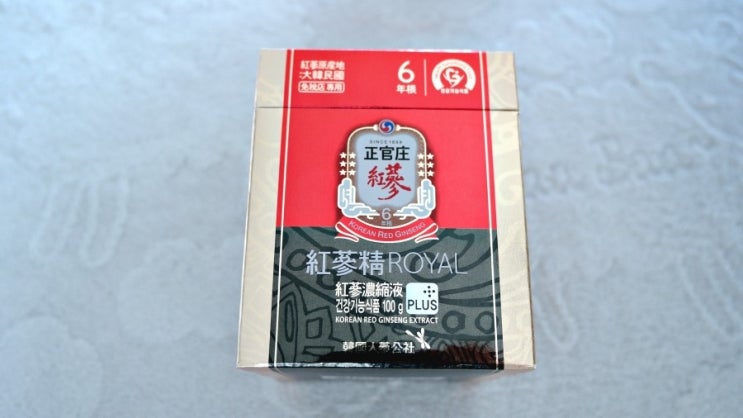 紅蔘原産地
:大韓民國
免稅店 專用
6
年根
SINCE 1899
正官庄
紅蔘
6
年根
KOREAN RED GINSENG
紅蔘精ROYAL
紅蔘濃縮液
건강기능식품 100 g
PLUS
KOREAN RED GINSENG EXTRACT
韓國人蔘公社